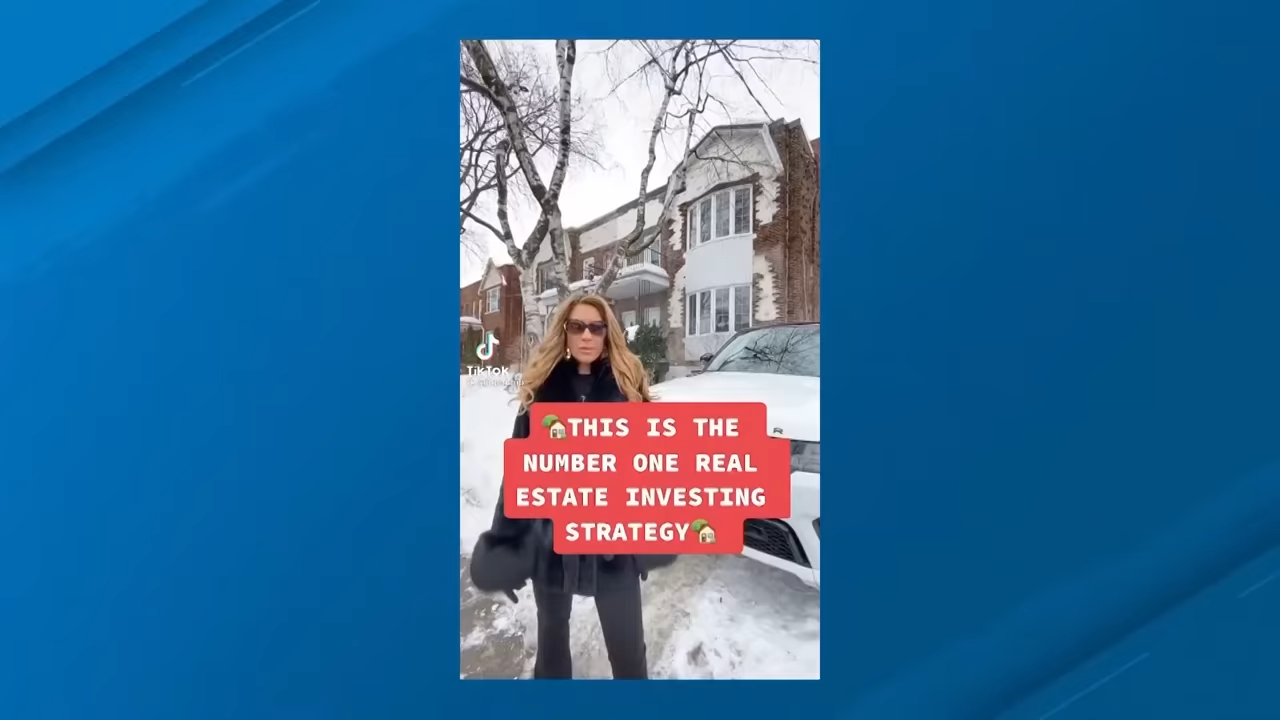 TikTok
🏡THIS IS THE
NUMBER ONE REAL
ESTATE INVESTING
STRATEGY🏡